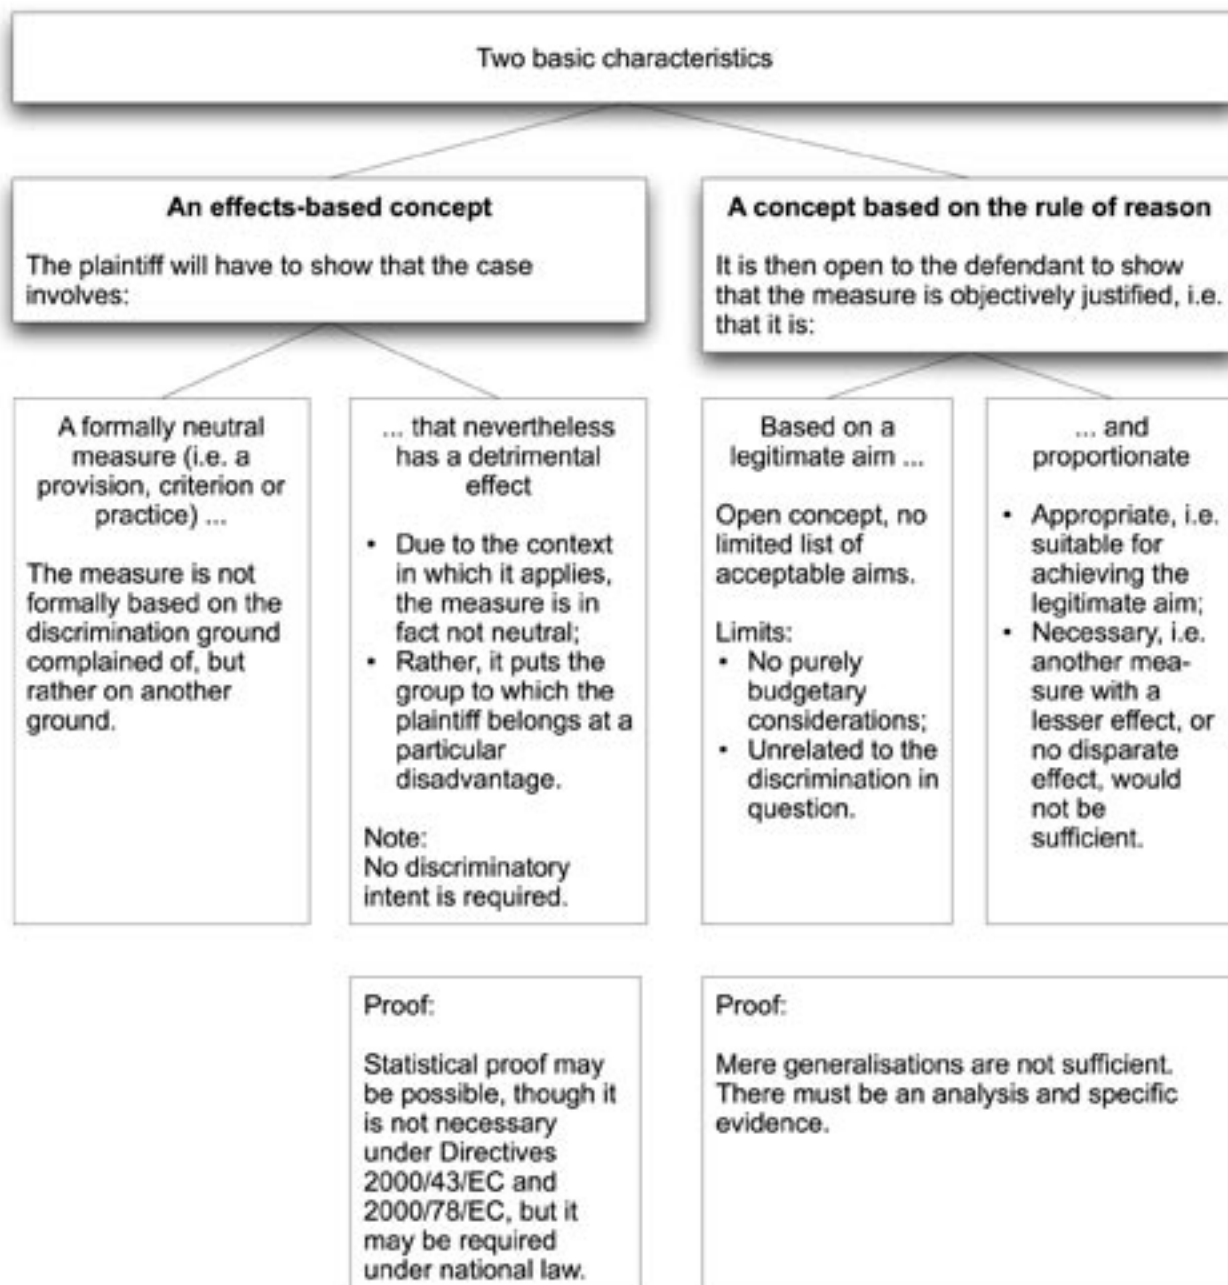 Two basic characteristics
An effects-based concept
The plaintiff will have to show that the case
involves:
A concept based on the rule of reason
It is then open to the defendant to show
that the measure is objectively justified, i.e.
that it is:
A formally neutral
measure (i.e. a
provision, criterion or
practice) ...
The measure is not
formally based on the
discrimination ground
complained of, but
rather on another
ground.
... that nevertheless
has a detrimental
effect
• Due to the context
in which it applies,
the measure is in
fact not neutral;
• Rather, it puts the
group to which the
plaintiff belongs at a
particular
disadvantage.
Note:
No discriminatory
intent is required.
Based on a
legitimate aim ...
Open concept, no
limited list of
acceptable aims.
Limits:
• No purely
budgetary
considerations;
• Unrelated to the
discrimination in
question.
... and
proportionate
• Appropriate, i.e.
suitable for
achieving the
legitimate aim;
• Necessary, i.e.
another mea-
sure with a
lesser effect, or
no disparate
effect, would
not be
sufficient.
Proof:
Statistical proof may
be possible, though it
is not necessary
under Directives
2000/43/EC and
2000/78/EC, but it
may be required
under national law.
Proof:
Mere generalisations are not sufficient.
There must be an analysis and specific
evidence.